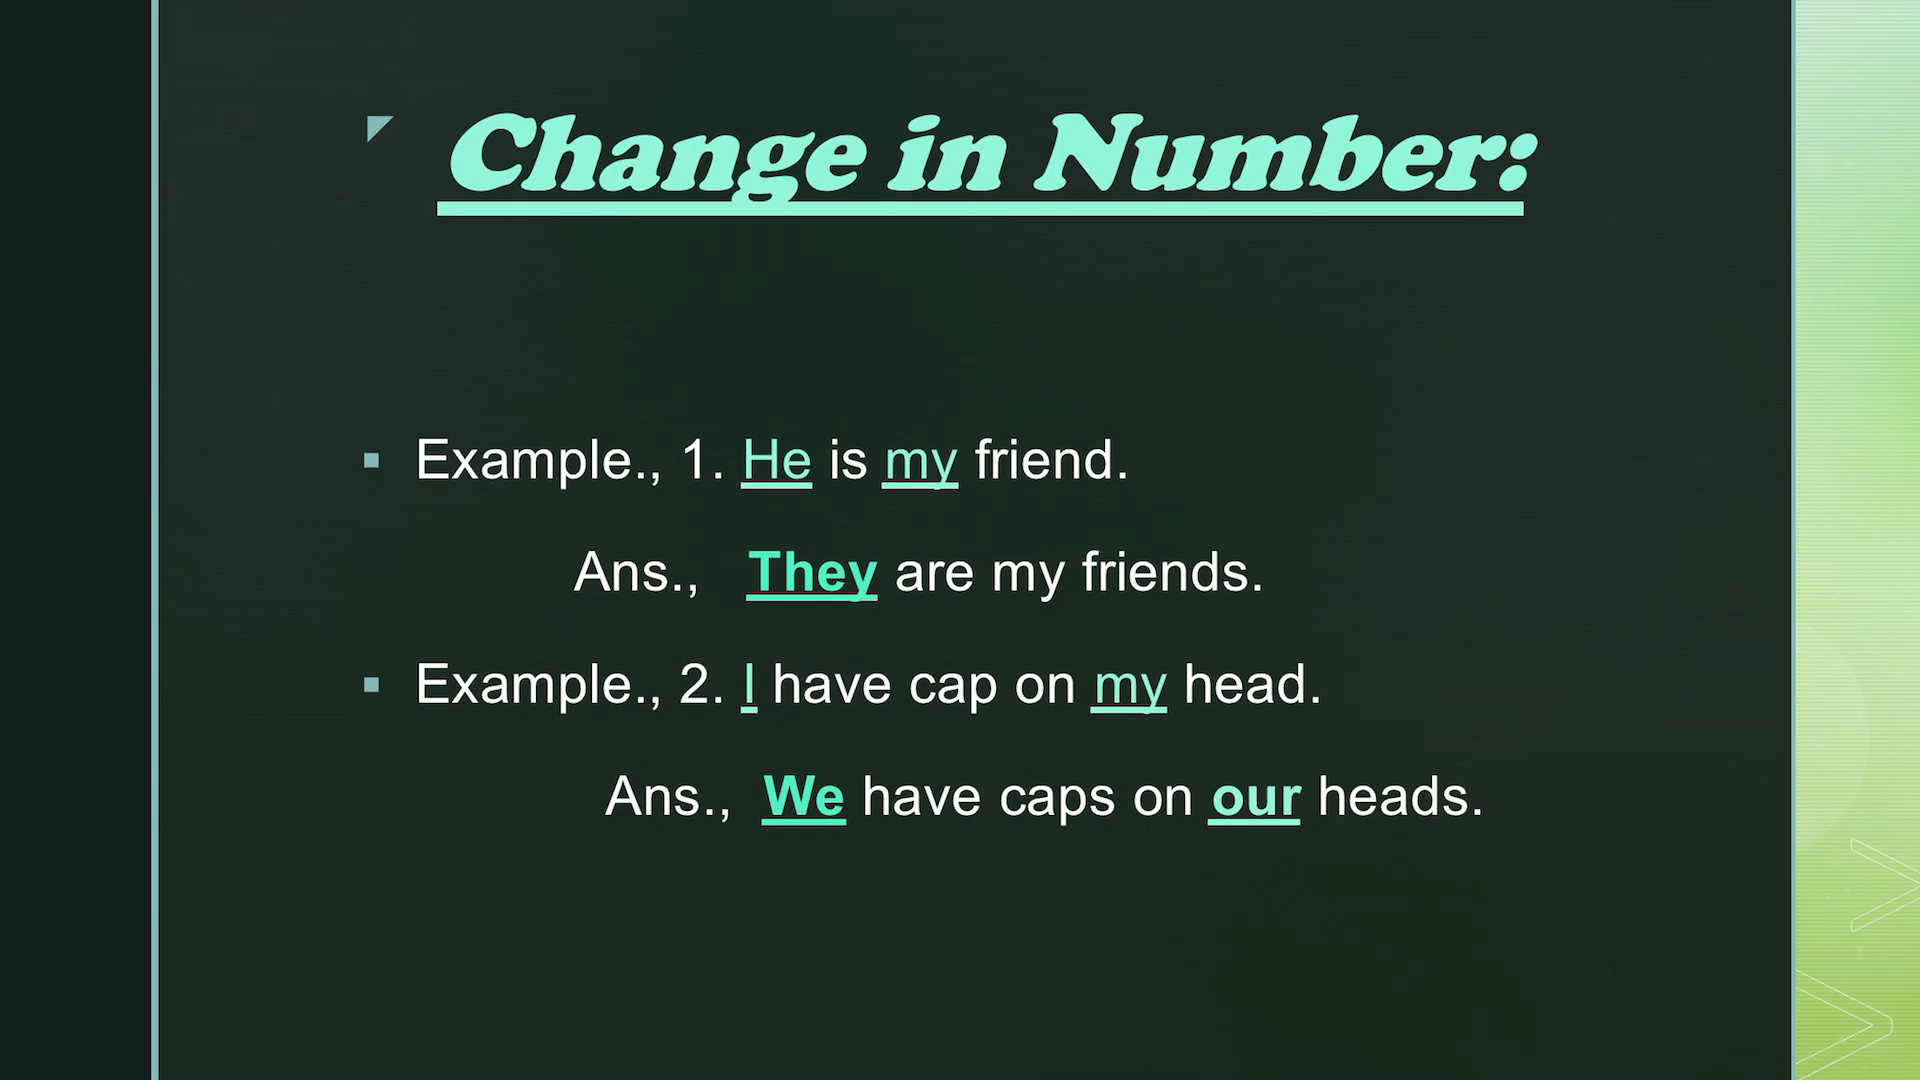 Change in Number:
Example., 1. He is my friend.
Ans., They are my friends.
Example., 2. I have cap on my head.
Ans., We have caps on our heads.